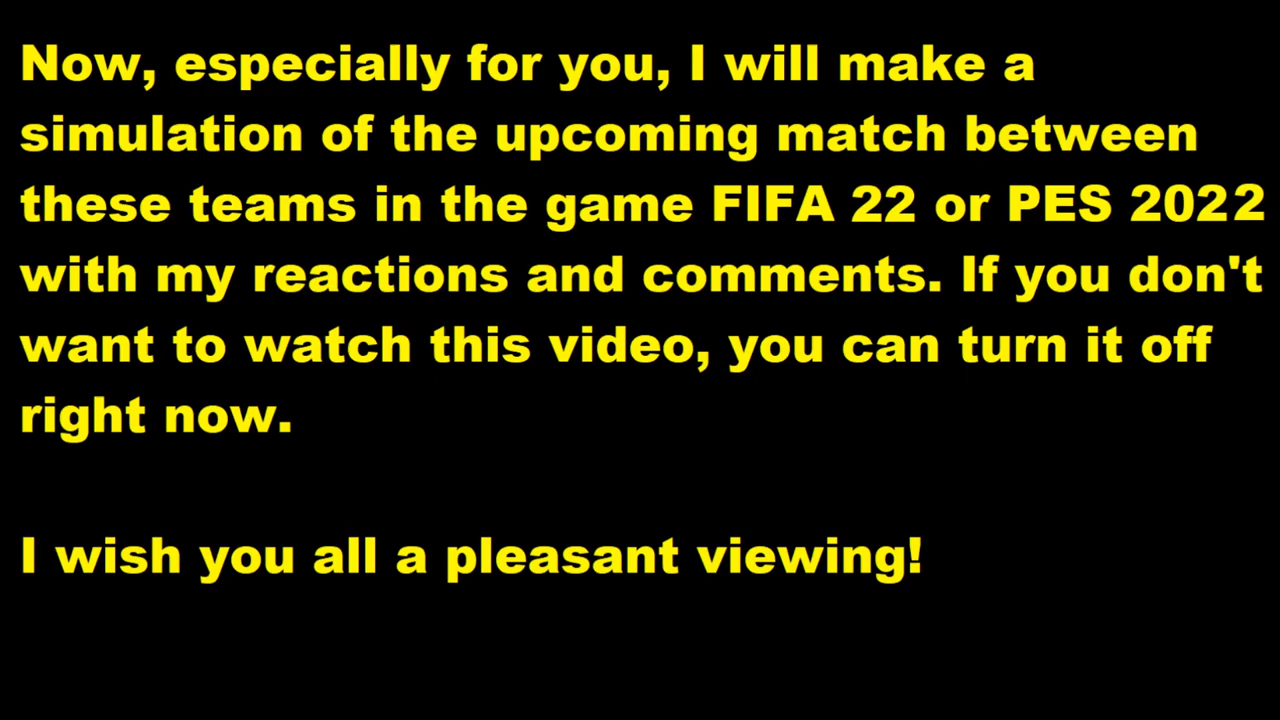 Now, especially for you, I will make a
simulation of the upcoming match between
these teams in the game FIFA 22 or PES 2022
with my reactions and comments. If you don't
want to watch this video, you can turn it off
right now.
I wish you all a pleasant viewing!